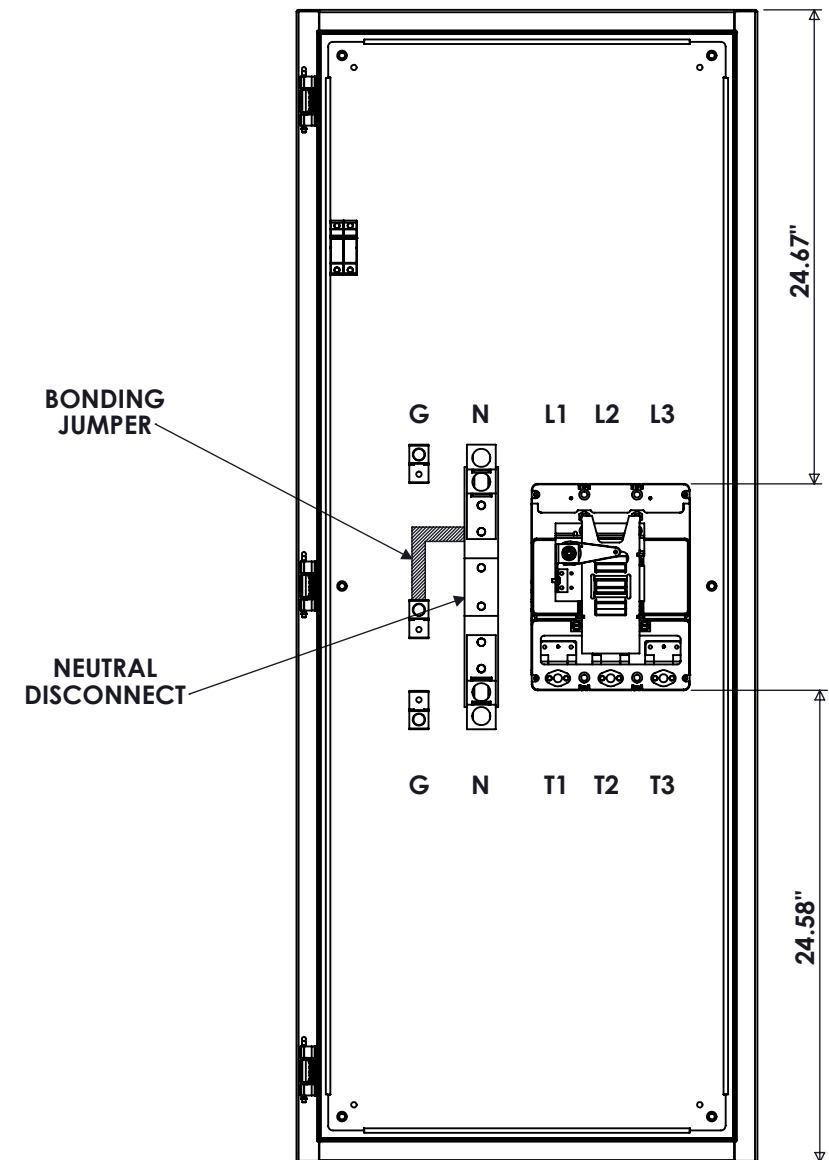 24.67"
BONDING
JUMPER
G N L1 L2 L3
NEUTRAL
DISCONNECT
G N T1 T2 T3
24.58"